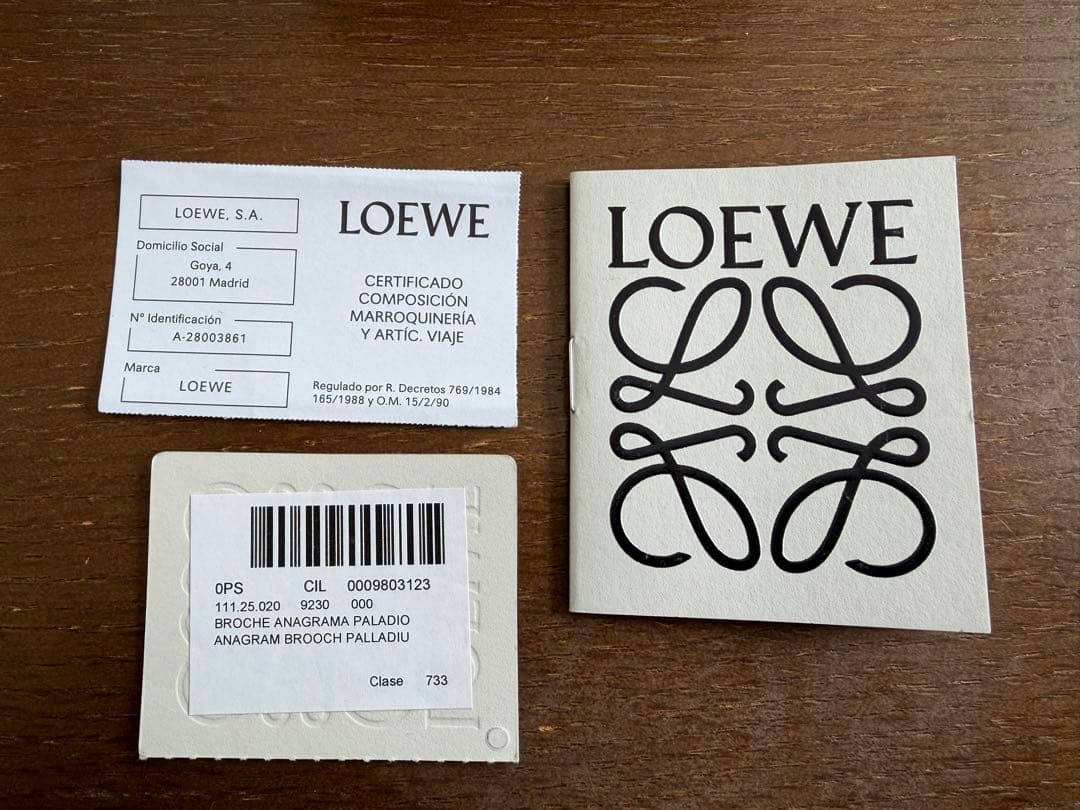 LOEWE, S.A.
Domicilio Social
Goya, 4
28001 Madrid
Nº Identificación
A-28003861
Marca
LOEWE
LOEWE
CERTIFICADO
COMPOSICIÓN
MARROQUINERÍA
Y ARTÍC. VIAJE
Regulado por R. Decretos 769/1984
165/1988 y O.M. 15/2/90
LOEWE
0PS CIL 0009803123
111.25.020 9230 000
BROCHE ANAGRAMA PALADIO
ANAGRAM BROOCH PALLADIU
Clase 733